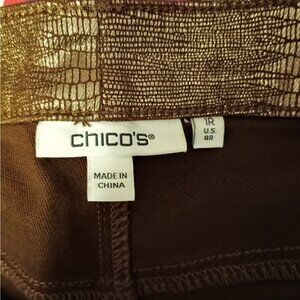 chico's®
MADE IN
CHINA
1R
U.S.
8R